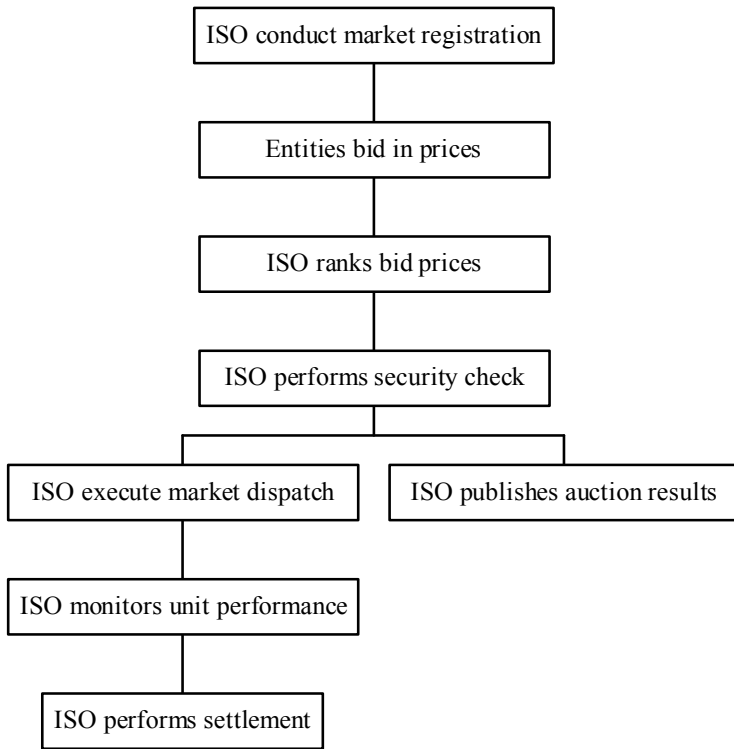 ISO conduct market registration
Entities bid in prices
ISO ranks bid prices
ISO performs security check
ISO execute market dispatch
ISO publishes auction results
ISO monitors unit performance
ISO performs settlement